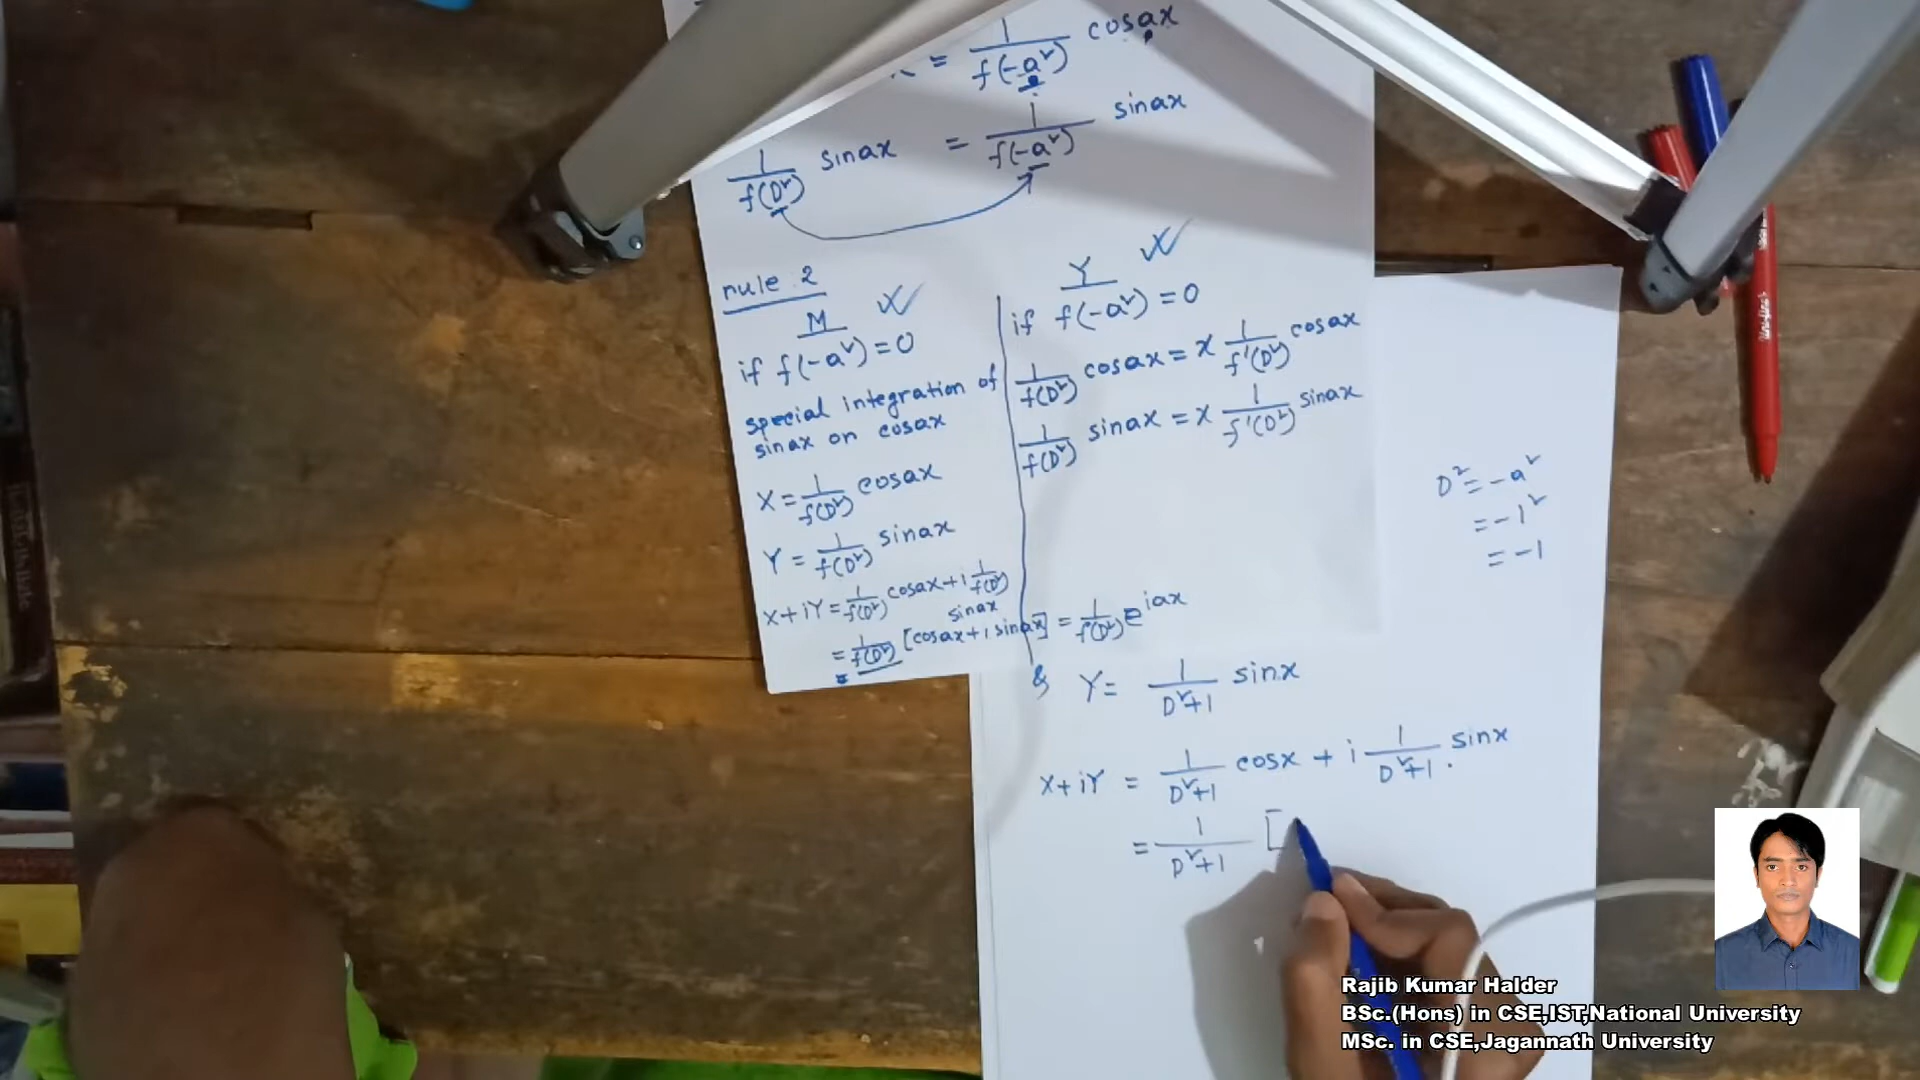 = 1/f(-a²) cosax
1/f(D²) sinax = 1/f(-a²) sinax
rule 2
M
if f(-a²)=0
special integration of
sinax or cosax
X = 1/f(D²) cosax
Y = 1/f(D²) sinax
X+iY = 1/f(D²) cosax + i 1/f(D²)
sinax
= 1/f(D²) [cosax + i sinax] = 1/f(D²) e^iax
Y
if f(-a²) = 0
1/f(D²) cosax = x 1/f'(D²) cosax
1/f(D²) sinax = x 1/f'(D²) sinax
D² = -a²
= -1²
= -1
& Y = 1/D²+1 sinx
X+iY = 1/D²+1 cosx + i 1/D²+1 . sinx
= 1/D²+1 [
Rajib Kumar Halder
BSc.(Hons) in CSE,IST,National University
MSc. in CSE,Jagannath University